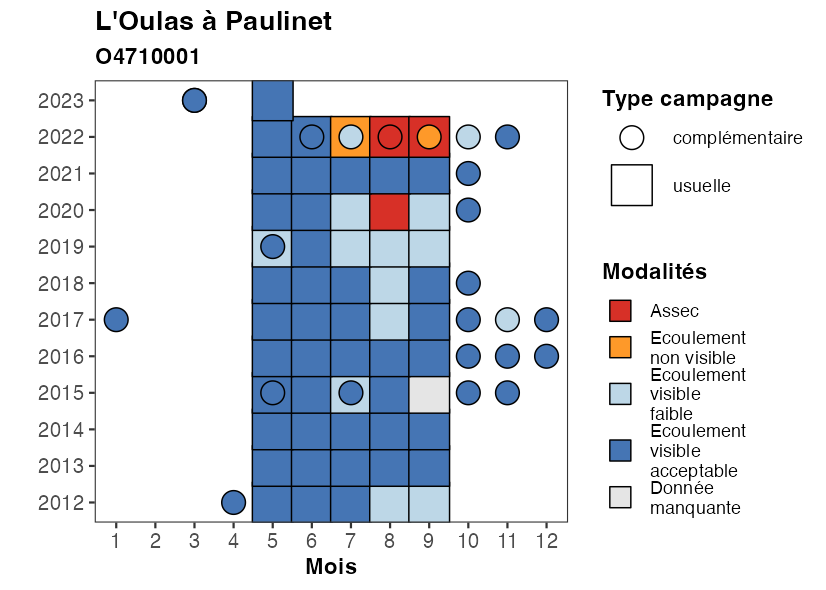 L'Oulas à Paulinet
O4710001
2023
2022
2021
2020
2019
2018
2017
2016
2015
2014
2013
2012
1 2 3 4 5 6 7 8 9 10 11 12
Mois
Type campagne
complémentaire
usuelle
Modalités
Assec
Ecoulement
non visible
Ecoulement
visible
faible
Ecoulement
visible
acceptable
Donnée
manquante